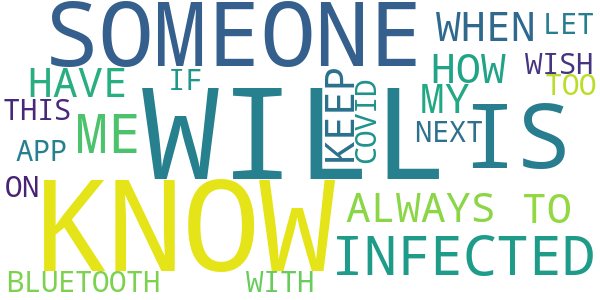 SOMEONE
WHEN
LET
HAVE
IF
HOW
WISH
TOO
THIS
ME
WILL
KEEP
COVID
MY
NEXT
IS
APP
ON
KNOW
ALWAYS
TO
INFECTED
BLUETOOTH
WITH